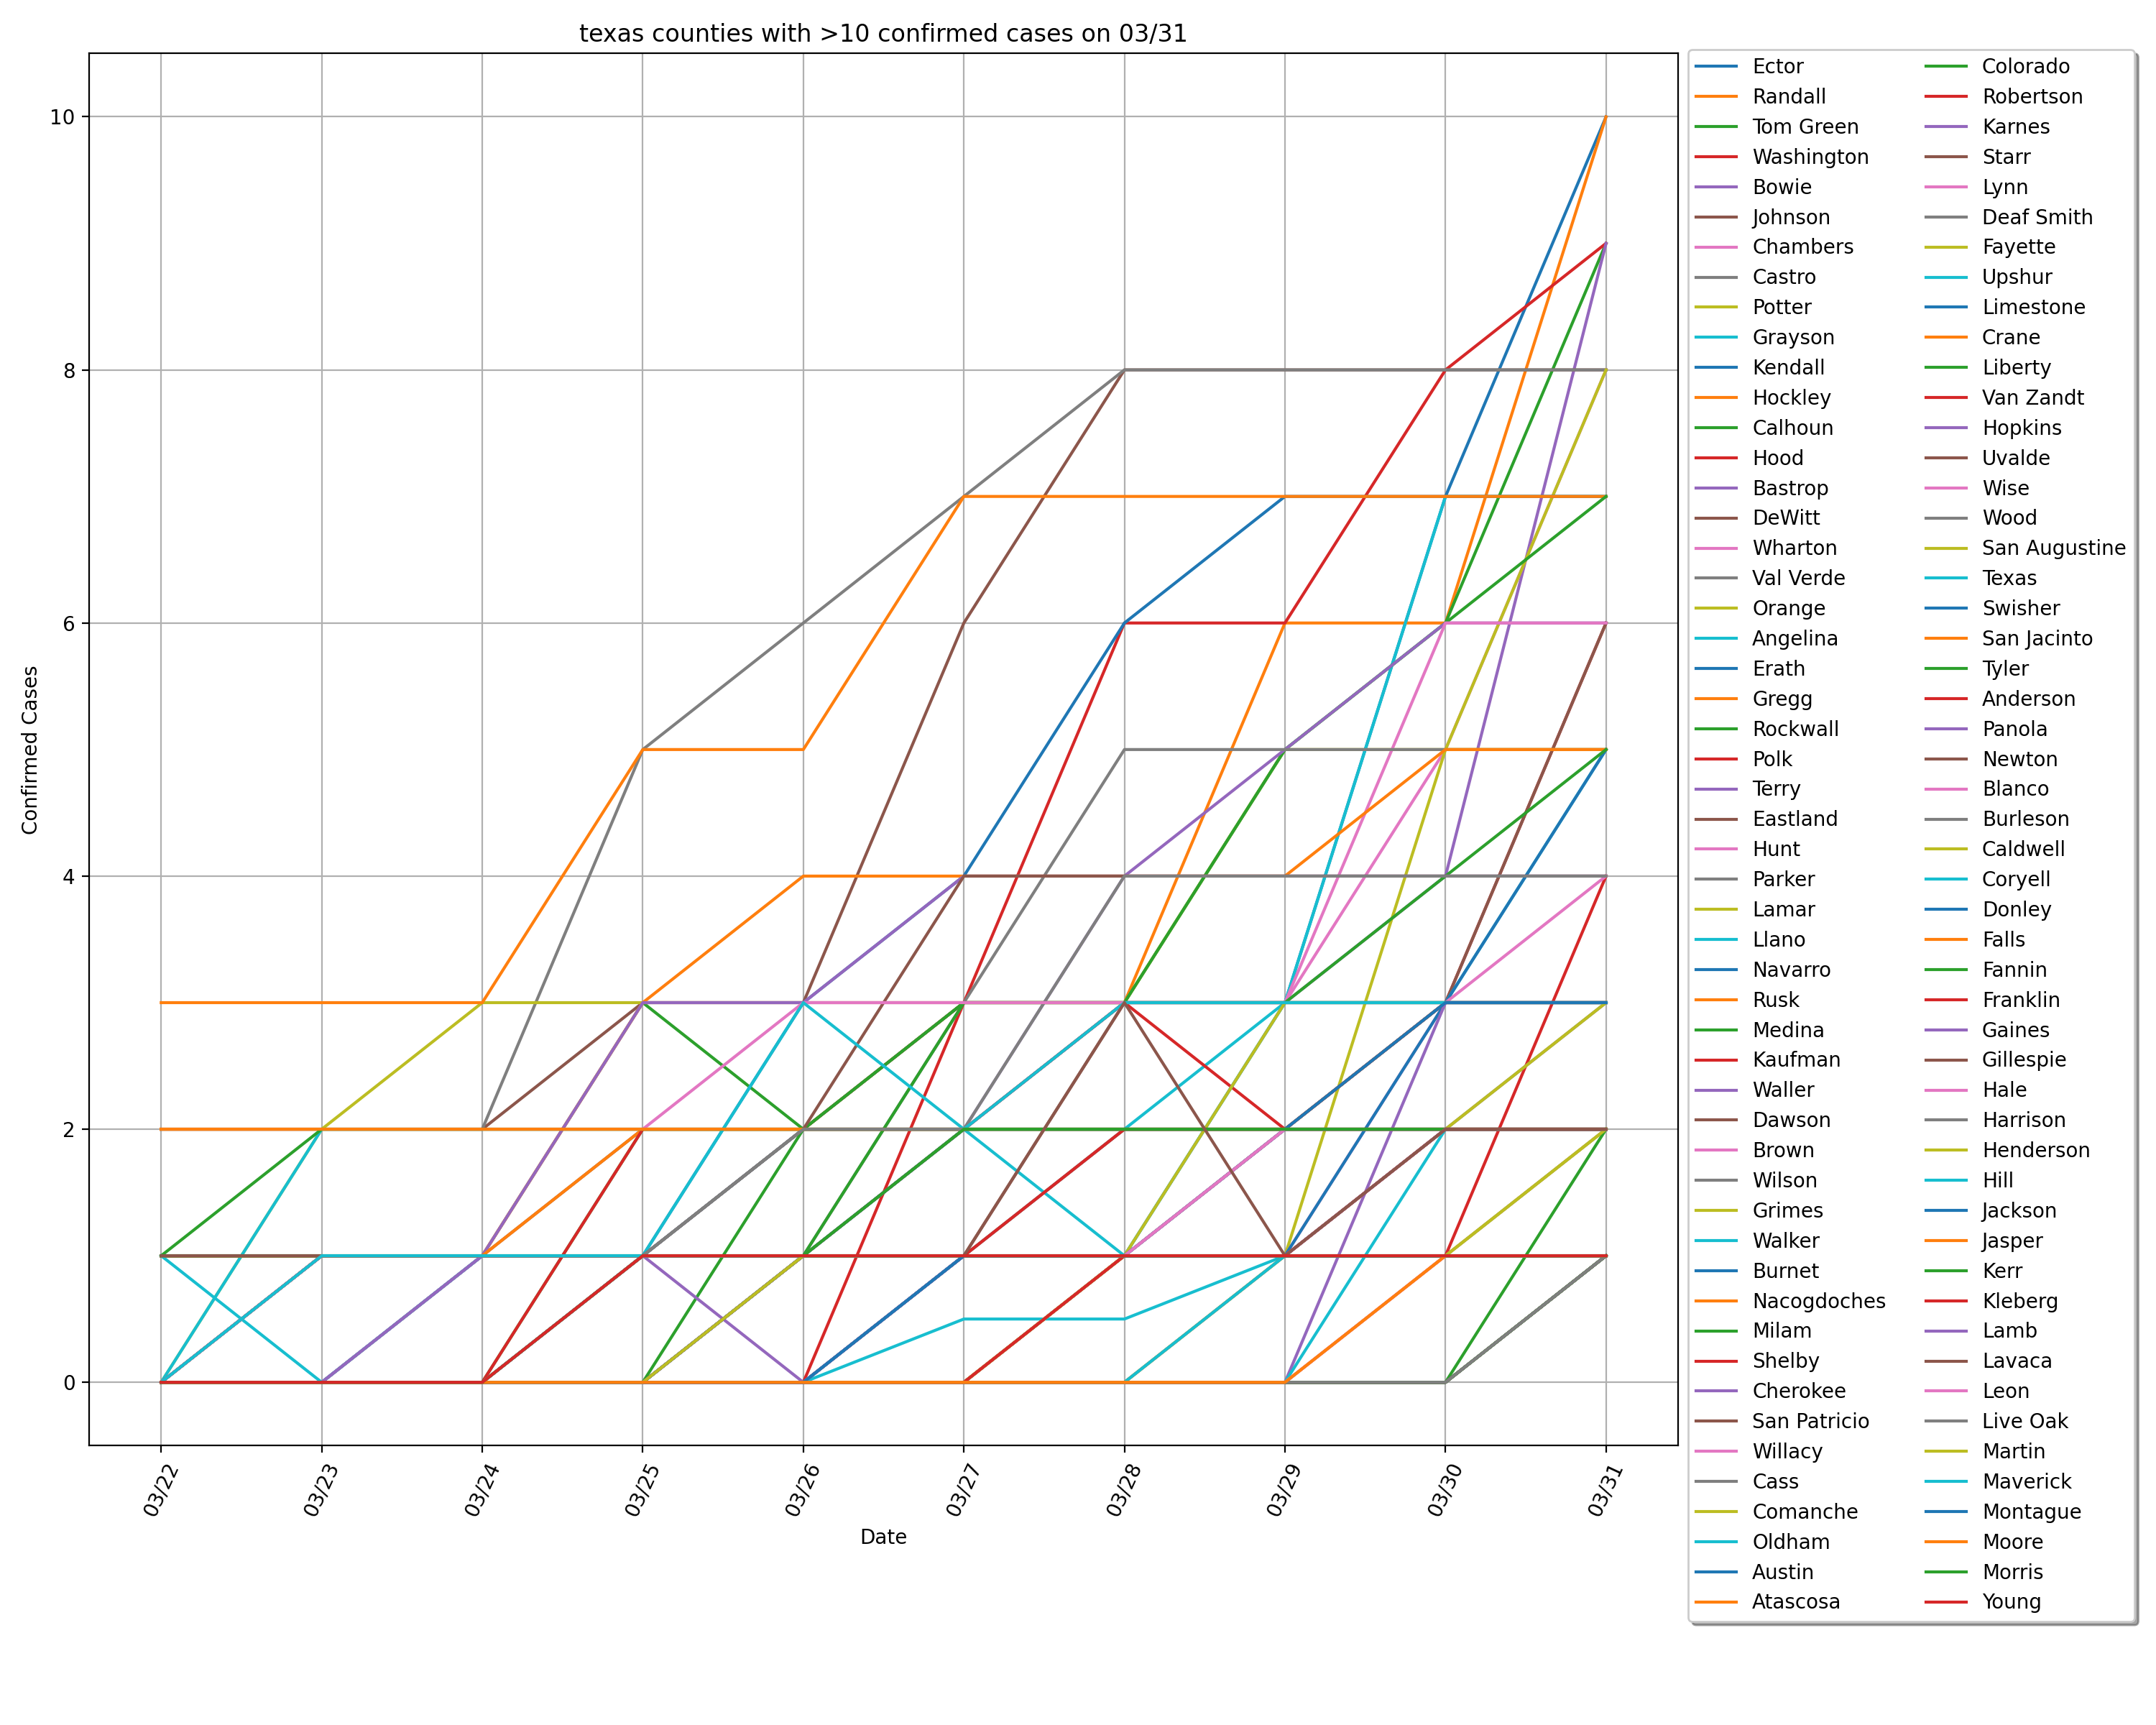 texas counties with >10 confirmed cases on 03/31
10
8
6
4
2
0
Confirmed Cases
03/22
03/23
03/24
03/25
03/26
03/27
03/28
03/29
03/30
03/31
Date
Ector
Randall
Tom Green
Washington
Bowie
Johnson
Chambers
Castro
Potter
Grayson
Kendall
Hockley
Calhoun
Hood
Bastrop
DeWitt
Wharton
Val Verde
Orange
Angelina
Erath
Gregg
Rockwall
Polk
Terry
Eastland
Hunt
Parker
Lamar
Llano
Navarro
Rusk
Medina
Kaufman
Waller
Dawson
Brown
Wilson
Grimes
Walker
Burnet
Nacogdoches
Milam
Shelby
Cherokee
San Patricio
Willacy
Cass
Comanche
Oldham
Austin
Atascosa
Colorado
Robertson
Karnes
Starr
Lynn
Deaf Smith
Fayette
Upshur
Limestone
Crane
Liberty
Van Zandt
Hopkins
Uvalde
Wise
Wood
San Augustine
Texas
Swisher
San Jacinto
Tyler
Anderson
Panola
Newton
Blanco
Burleson
Caldwell
Coryell
Donley
Falls
Fannin
Franklin
Gaines
Gillespie
Hale
Harrison
Henderson
Hill
Jackson
Jasper
Kerr
Kleberg
Lamb
Lavaca
Leon
Live Oak
Martin
Maverick
Montague
Moore
Morris
Young